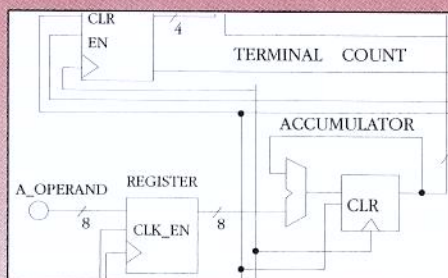 CLR
4
EN
TERMINAL COUNT
ACCUMULATOR
REGISTER
A_OPERAND
8
8
CLR
CLK_EN